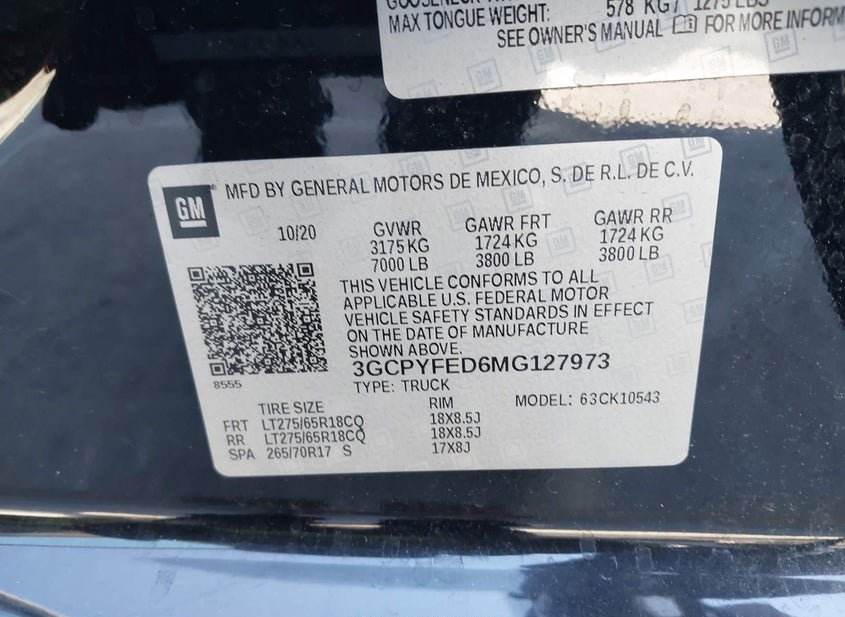 MAX TONGUE WEIGHT: 578 KG / 1275 LBS
SEE OWNER'S MANUAL FOR MORE INFORM
GM
MFD BY GENERAL MOTORS DE MEXICO, S. DE R.L. DE C.V.
10/20 GVWR GAWR FRT GAWR RR
3175 KG 1724 KG 1724 KG
7000 LB 3800 LB 3800 LB
THIS VEHICLE CONFORMS TO ALL
APPLICABLE U.S. FEDERAL MOTOR
VEHICLE SAFETY STANDARDS IN EFFECT
ON THE DATE OF MANUFACTURE
SHOWN ABOVE.
3GCPYFED6MG127973
8555
TYPE: TRUCK
MODEL: 63CK10543
TIRE SIZE RIM
FRT LT275/65R18CQ 18X8.5J
RR LT275/65R18CQ 18X8.5J
SPA 265/70R17 S 17X8J